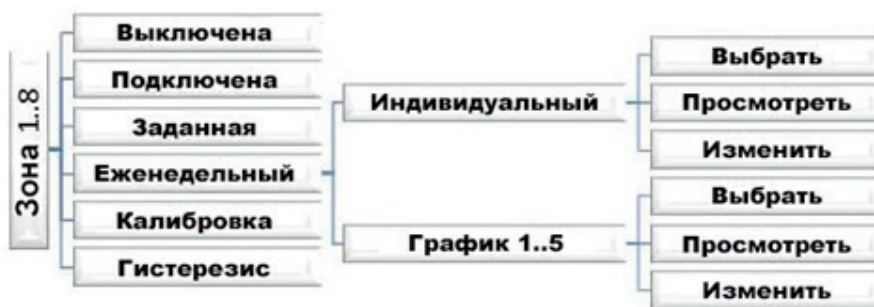 Зона 1..8
Выключена
Подключена
Заданная
Еженедельный
Калибровка
Гистерезис
Индивидуальный
График 1..5
Выбрать
Просмотреть
Изменить
Выбрать
Просмотреть
Изменить